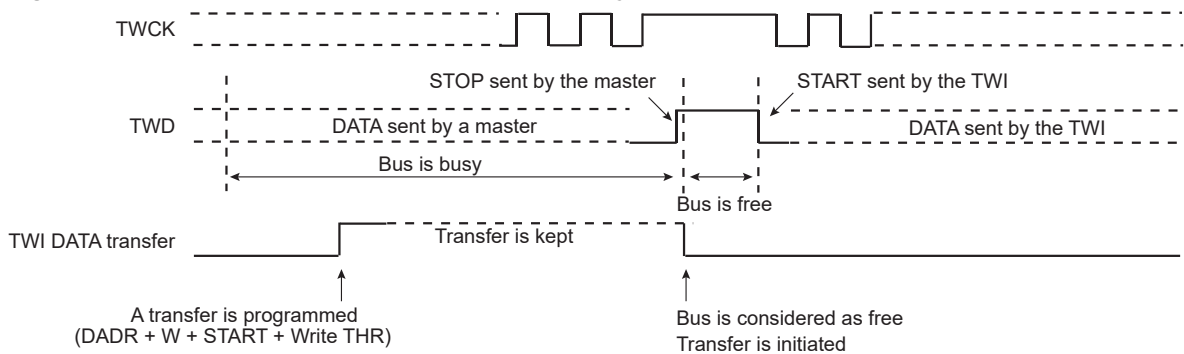 TWCK
STOP sent by the master
START sent by the TWI
TWD
DATA sent by a master
DATA sent by the TWI
Bus is busy
Bus is free
TWI DATA transfer
Transfer is kept
A transfer is programmed
(DADR + W + START + Write THR)
Bus is considered as free
Transfer is initiated